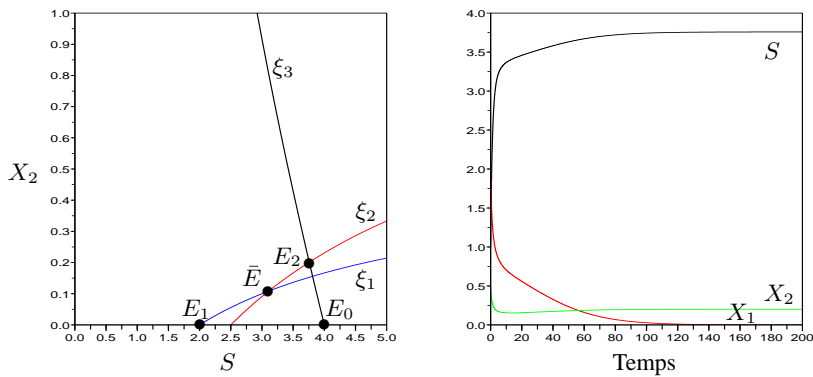 1.0
0.9
0.8
0.7
0.6
0.5
0.4
0.3
0.2
0.1
0.0
X₂
ξ₃
ξ₂
ξ₁
E₂
Ē
E₁
E₀
0.0 0.5 1.0 1.5 2.0 2.5 3.0 3.5 4.0 4.5 5.0
S
4.0
3.5
3.0
2.5
2.0
1.5
1.0
0.5
0.0
S
X₂
X₁
0 20 40 60 80 100 120 140 160 180 200
Temps